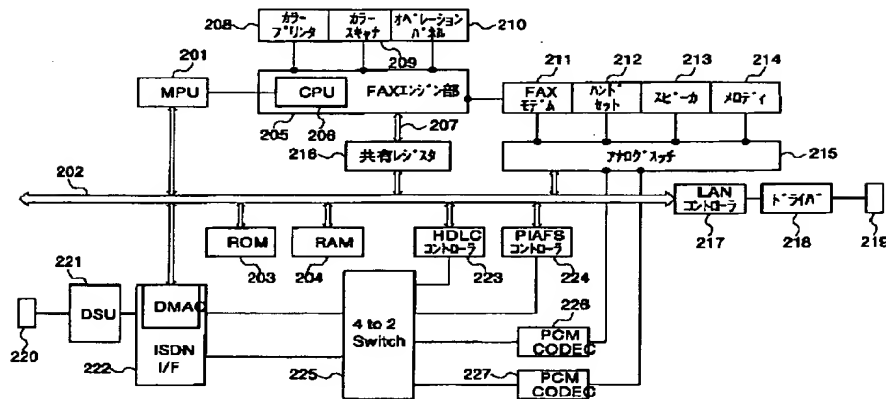 208 カラー プリンタ カラー スキャナ オペレーション パネル 210
209
201
MPU
CPU FAXエンジン部
205 206 207
211 212 213 214
FAX モデム ハンド セット スピーカ メロディ
216 共有レジスタ
アナログスッチ 215
202
LAN コントローラ ドライバ
217 218 219
ROM RAM HDLC コントローラ PIAFS コントローラ
203 204 223 224
221
DSU DMAC
220
ISDN I/F
222
4 to 2 Switch
225
226
PCM CODEC
227
PCM CODEC